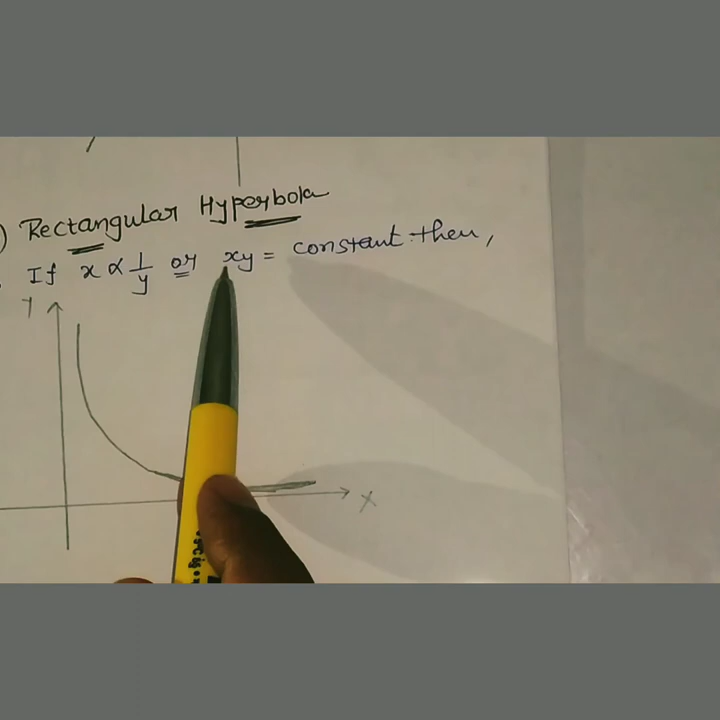 ) Rectangular Hyperbola
. If x ∝ 1/y or xy = constant then,
Y
X